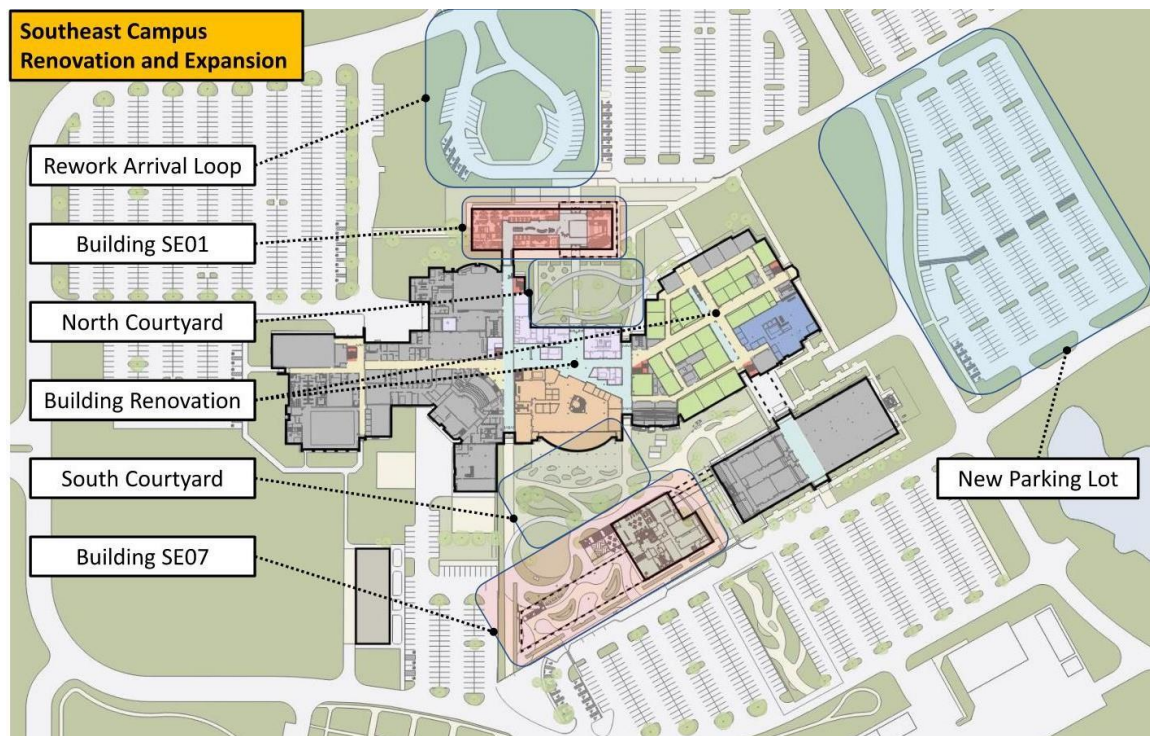 Southeast Campus
Renovation and Expansion
Rework Arrival Loop
Building SE01
North Courtyard
Building Renovation
South Courtyard
Building SE07
New Parking Lot